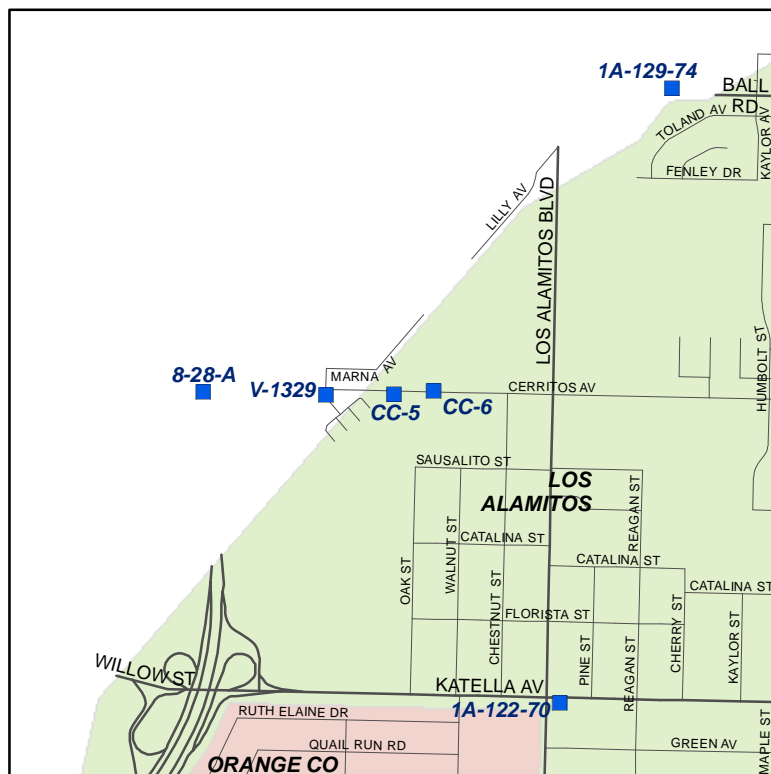 1A-129-74
BALL
RD
TOLAND AV
KAYLOR AV
FENLEY DR
LILLY AV
LOS ALAMITOS BLVD
HUMBOLT ST
MARNA AV
8-28-A
V-1329
CC-5
CC-6
CERRITOS AV
SAUSALITO ST
LOS
ALAMITOS
REAGAN ST
WALNUT ST
CATALINA ST
CATALINA ST
CATALINA ST
OAK ST
CHESTNUT ST
FLORISTA ST
PINE ST
REAGAN ST
CHERRY ST
KAYLOR ST
WILLOW ST
KATELLA AV
1A-122-70
RUTH ELAINE DR
QUAIL RUN RD
GREEN AV
MAPLE ST
ORANGE CO